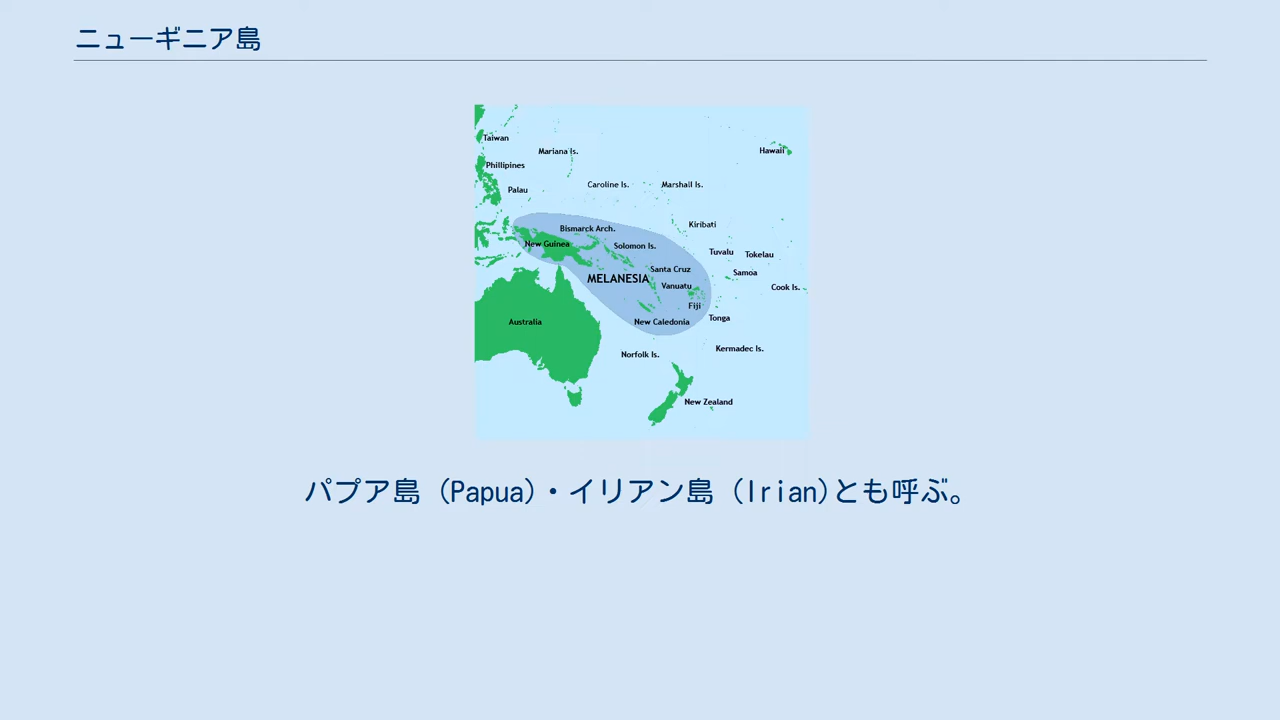 ニューギニア島
Taiwan
Mariana Is.
Hawaii
Phillipines
Palau
Caroline Is.
Marshall Is.
Kiribati
Bismarck Arch.
New Guinea
Solomon Is.
Tuvalu
Tokelau
Santa Cruz
Samoa
MELANESIA
Vanuatu
Cook Is.
Fiji
Australia
New Caledonia
Tonga
Norfolk Is.
Kermadec Is.
New Zealand
パプア島 (Papua)・イリアン島 (Irian)とも呼ぶ。